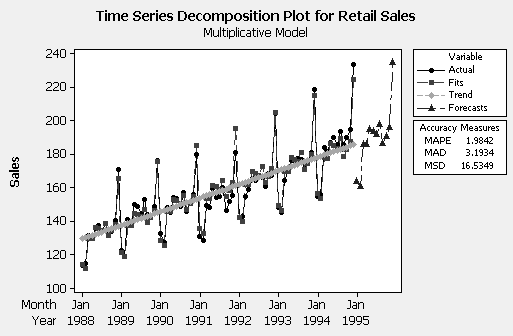 Time Series Decomposition Plot for Retail Sales
Multiplicative Model
240
220
200
180
160
140
120
100
Sales
Month Jan Jan Jan Jan Jan Jan Jan Jan
Year 1988 1989 1990 1991 1992 1993 1994 1995
Variable
Actual
Fits
Trend
Forecasts
Accuracy Measures
MAPE 1.9842
MAD 3.1934
MSD 16.5349